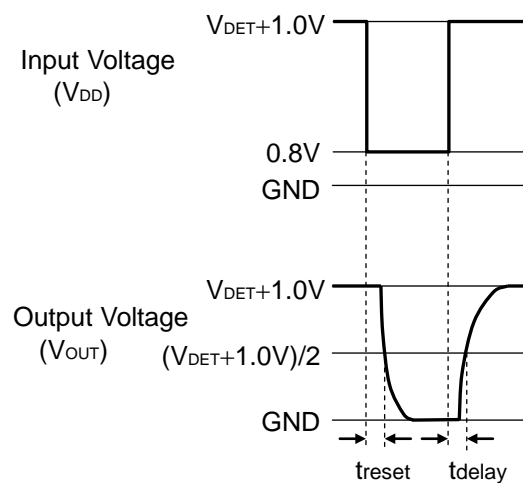 VDET+1.0V
Input Voltage
(VDD)
0.8V
GND
VDET+1.0V
Output Voltage
(VOUT)
(VDET+1.0V)/2
GND
treset
tdelay